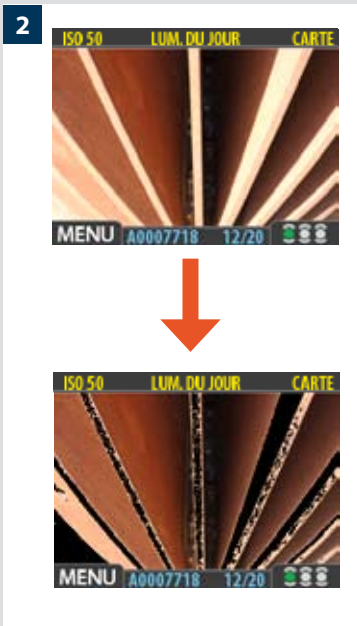 2
ISO 50 LUM. DU JOUR CARTE
MENU A0007718 12/20
ISO 50 LUM. DU JOUR CARTE
MENU A0007718 12/20